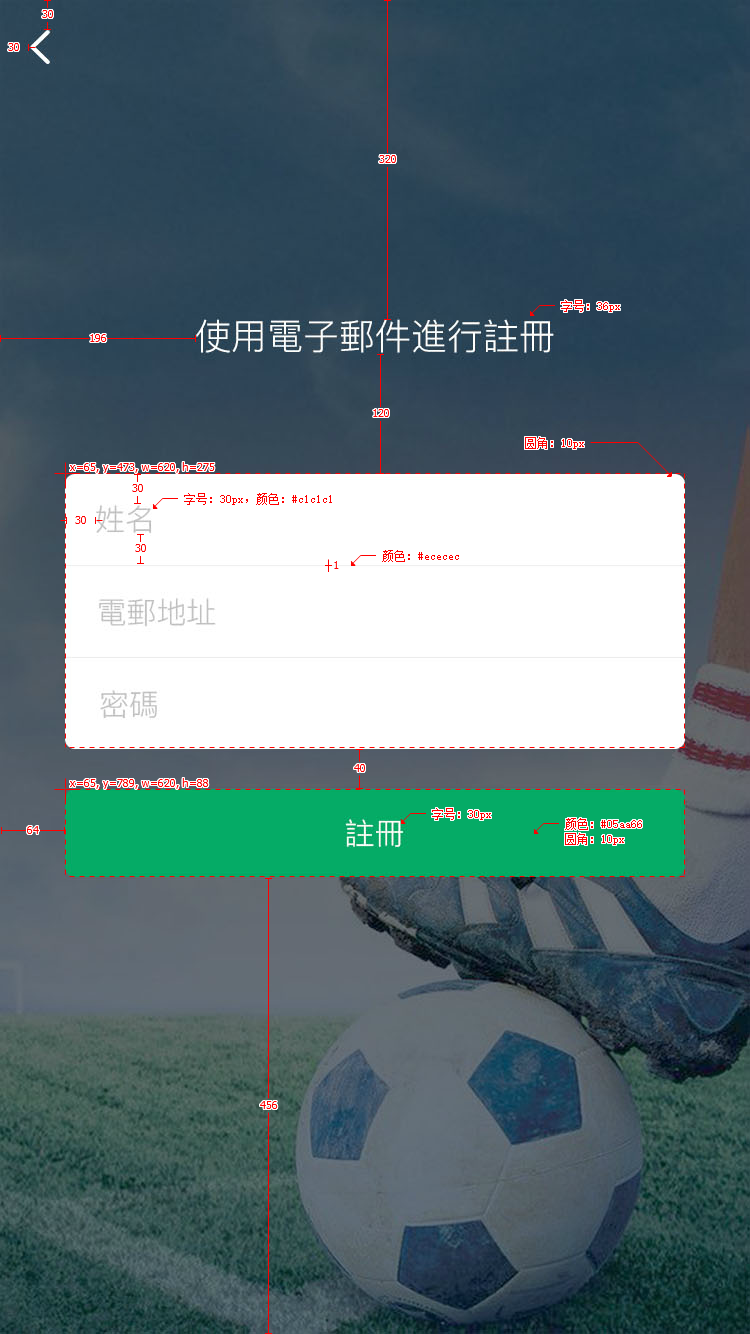 30
30
320
字号: 36px
196
使用電子郵件進行註冊
120
圆角: 10px
x=65, y=473, w=620, h=275
30
字号: 30px, 颜色: #c1c1c1
30
姓名
30
颜色: #ececec
1
電郵地址
密碼
40
x=65, y=789, w=620, h=88
字号: 30px
颜色: #05aa66
64
註冊
圆角: 10px
456